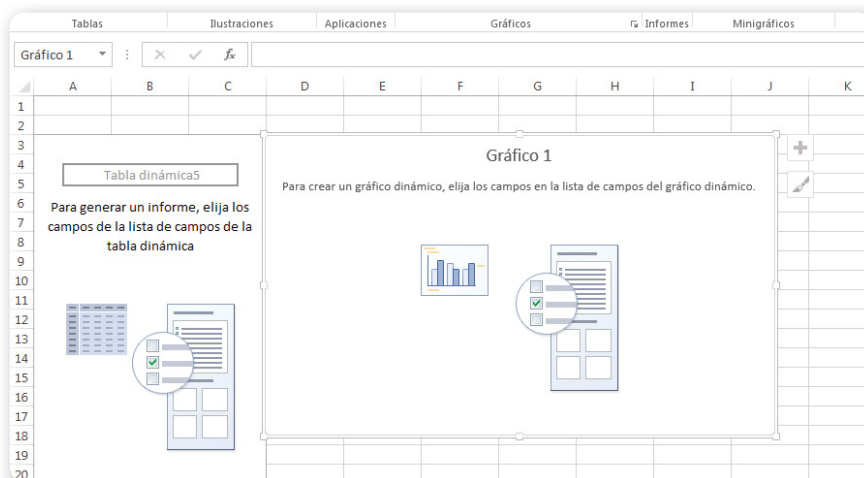 Tablas Ilustraciones Aplicaciones Gráficos Informes Minigráficos
Gráfico 1 fx
A B C D E F G H I J K
1
2
3
4
5
6
7
8
9
10
11
12
13
14
15
16
17
18
19
20
Tabla dinámica5
Para generar un informe, elija los
campos de la lista de campos de la
tabla dinámica
Gráfico 1
Para crear un gráfico dinámico, elija los campos en la lista de campos del gráfico dinámico.